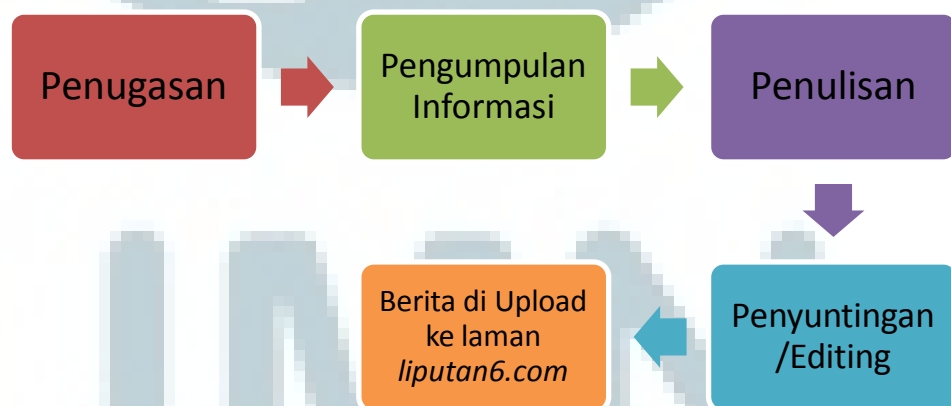 Penugasan
Pengumpulan
Informasi
Penulisan
Penyuntingan
/Editing
Berita di Upload
ke laman
liputan6.com